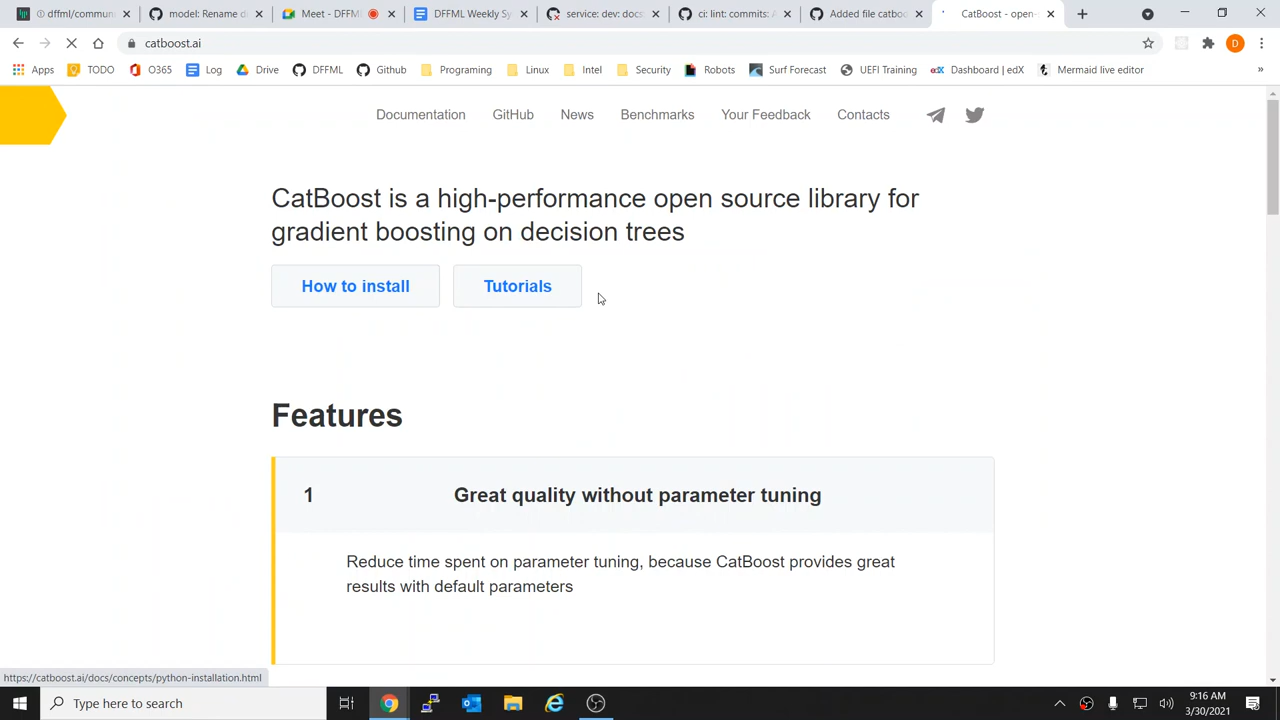 dffml/commun
model: Rename d
Meet - DFFML
DFFML Weekly Sy
service: dev: docs
ci: lint: commits: A
Added file catboo
CatBoost - open-
catboost.ai
D
Apps
TODO
O365
Log
Drive
DFFML
Github
Programing
Linux
Intel
Security
Robots
Surf Forecast
UEFI Training
edX
Dashboard | edX
Mermaid live editor
»
Documentation
GitHub
News
Benchmarks
Your Feedback
Contacts
CatBoost is a high-performance open source library for
gradient boosting on decision trees
How to install
Tutorials
Features
1
Great quality without parameter tuning
Reduce time spent on parameter tuning, because CatBoost provides great
results with default parameters
https://catboost.ai/docs/concepts/python-installation.html
Type here to search
9:16 AM
3/30/2021